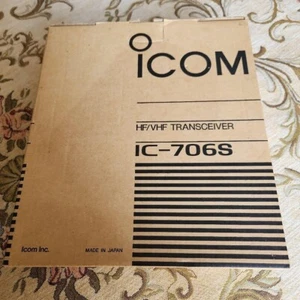 ICOM
HF/VHF TRANSCEIVER
IC-706S
Icom Inc.
MADE IN JAPAN